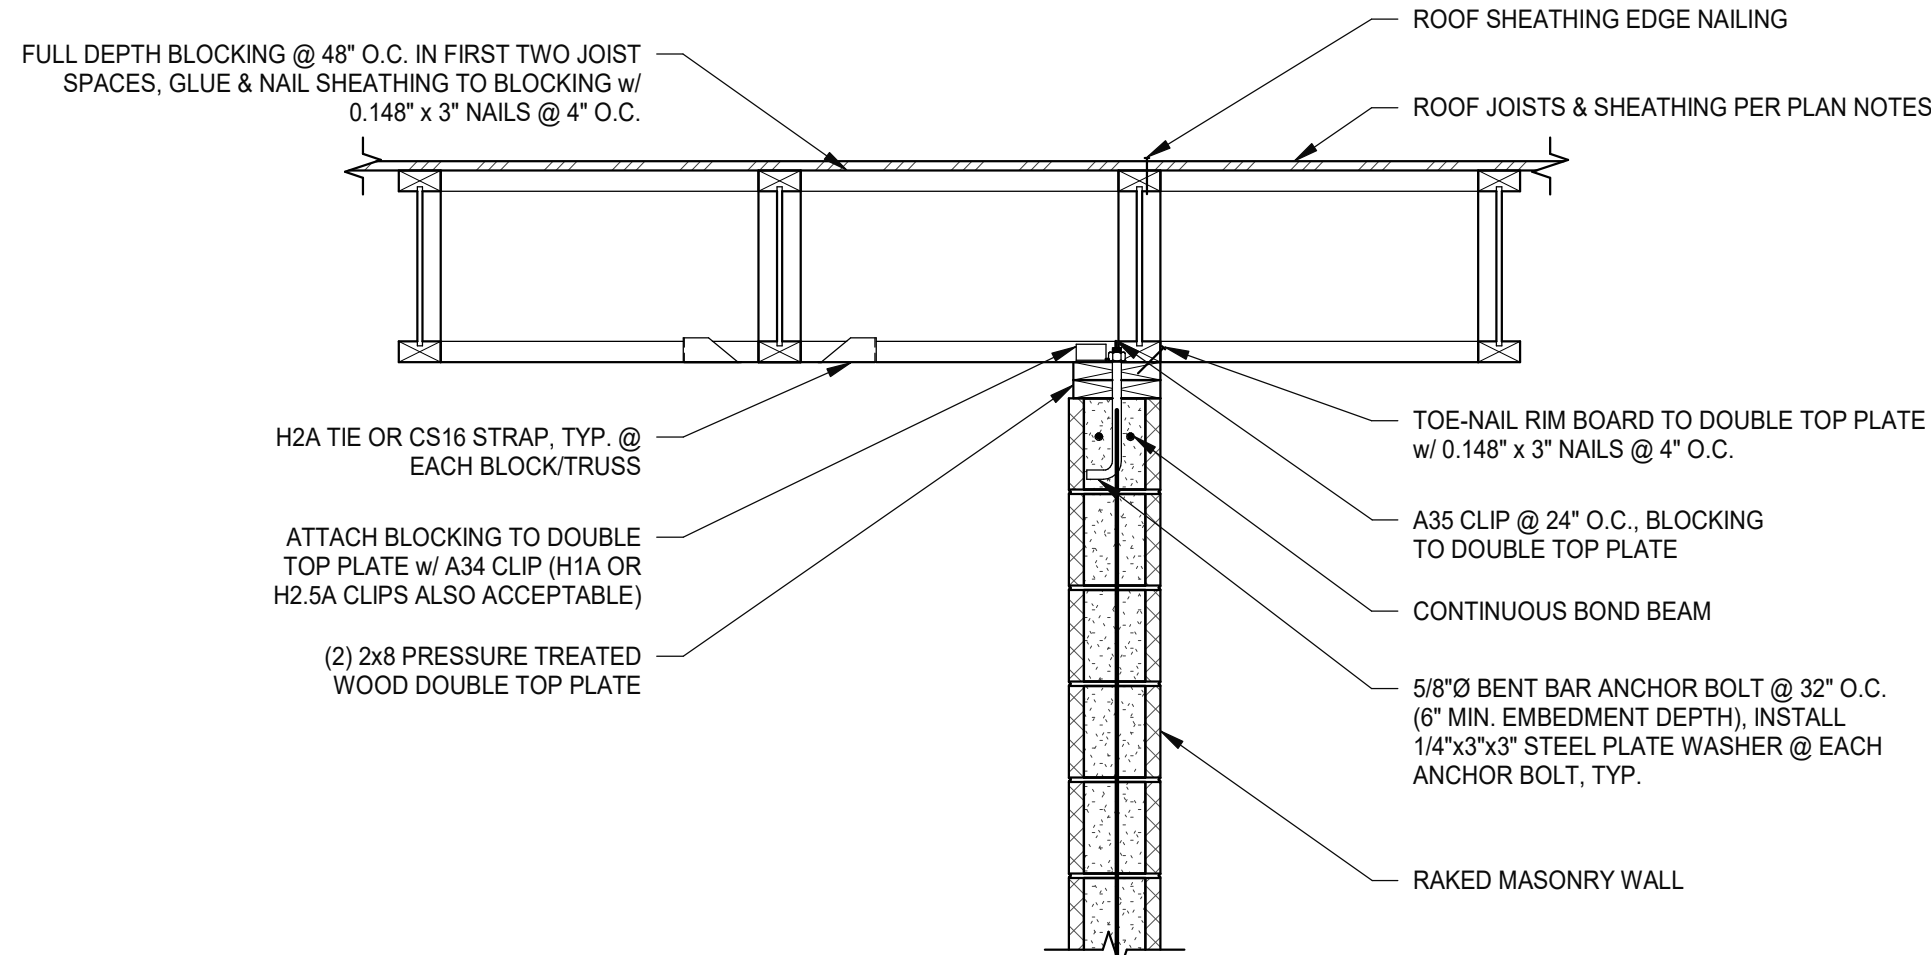 FULL DEPTH BLOCKING @ 48" O.C. IN FIRST TWO JOIST
SPACES, GLUE & NAIL SHEATHING TO BLOCKING w/
0.148" x 3" NAILS @ 4" O.C.
H2A TIE OR CS16 STRAP, TYP. @
EACH BLOCK/TRUSS
ATTACH BLOCKING TO DOUBLE
TOP PLATE w/ A34 CLIP (H1A OR
H2.5A CLIPS ALSO ACCEPTABLE)
(2) 2x8 PRESSURE TREATED
WOOD DOUBLE TOP PLATE
ROOF SHEATHING EDGE NAILING
ROOF JOISTS & SHEATHING PER PLAN NOTES
TOE-NAIL RIM BOARD TO DOUBLE TOP PLATE
w/ 0.148" x 3" NAILS @ 4" O.C.
A35 CLIP @ 24" O.C., BLOCKING
TO DOUBLE TOP PLATE
CONTINUOUS BOND BEAM
5/8"Ø BENT BAR ANCHOR BOLT @ 32" O.C.
(6" MIN. EMBEDMENT DEPTH), INSTALL
1/4"x3"x3" STEEL PLATE WASHER @ EACH
ANCHOR BOLT, TYP.
RAKED MASONRY WALL